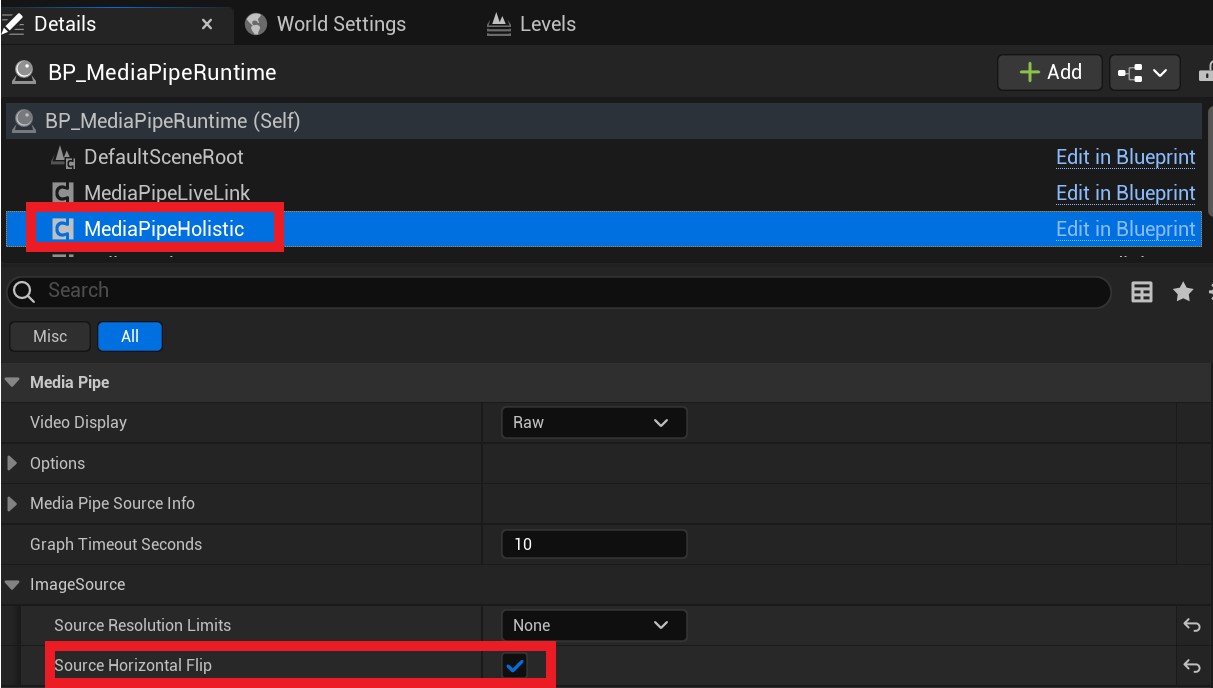 Details × World Settings Levels
BP_MediaPipeRuntime + Add
BP_MediaPipeRuntime (Self)
DefaultSceneRoot Edit in Blueprint
MediaPipeLiveLink Edit in Blueprint
MediaPipeHolistic Edit in Blueprint
Search
Misc All
Media Pipe
Video Display Raw
Options
Media Pipe Source Info
Graph Timeout Seconds 10
ImageSource
Source Resolution Limits None
Source Horizontal Flip